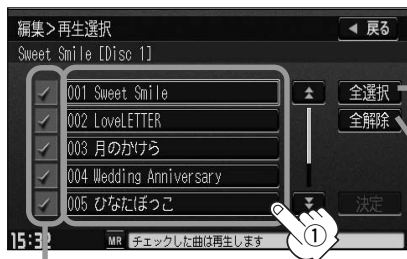 編集>再生選択
◀ 戻る
Sweet Smile [Disc 1]
001 Sweet Smile
全選択
002 LoveLETTER
全解除
003 月のかけら
004 Wedding Anniversary
005 ひなたぼっこ
決定
①
15:32
MR チェックした曲は再生します